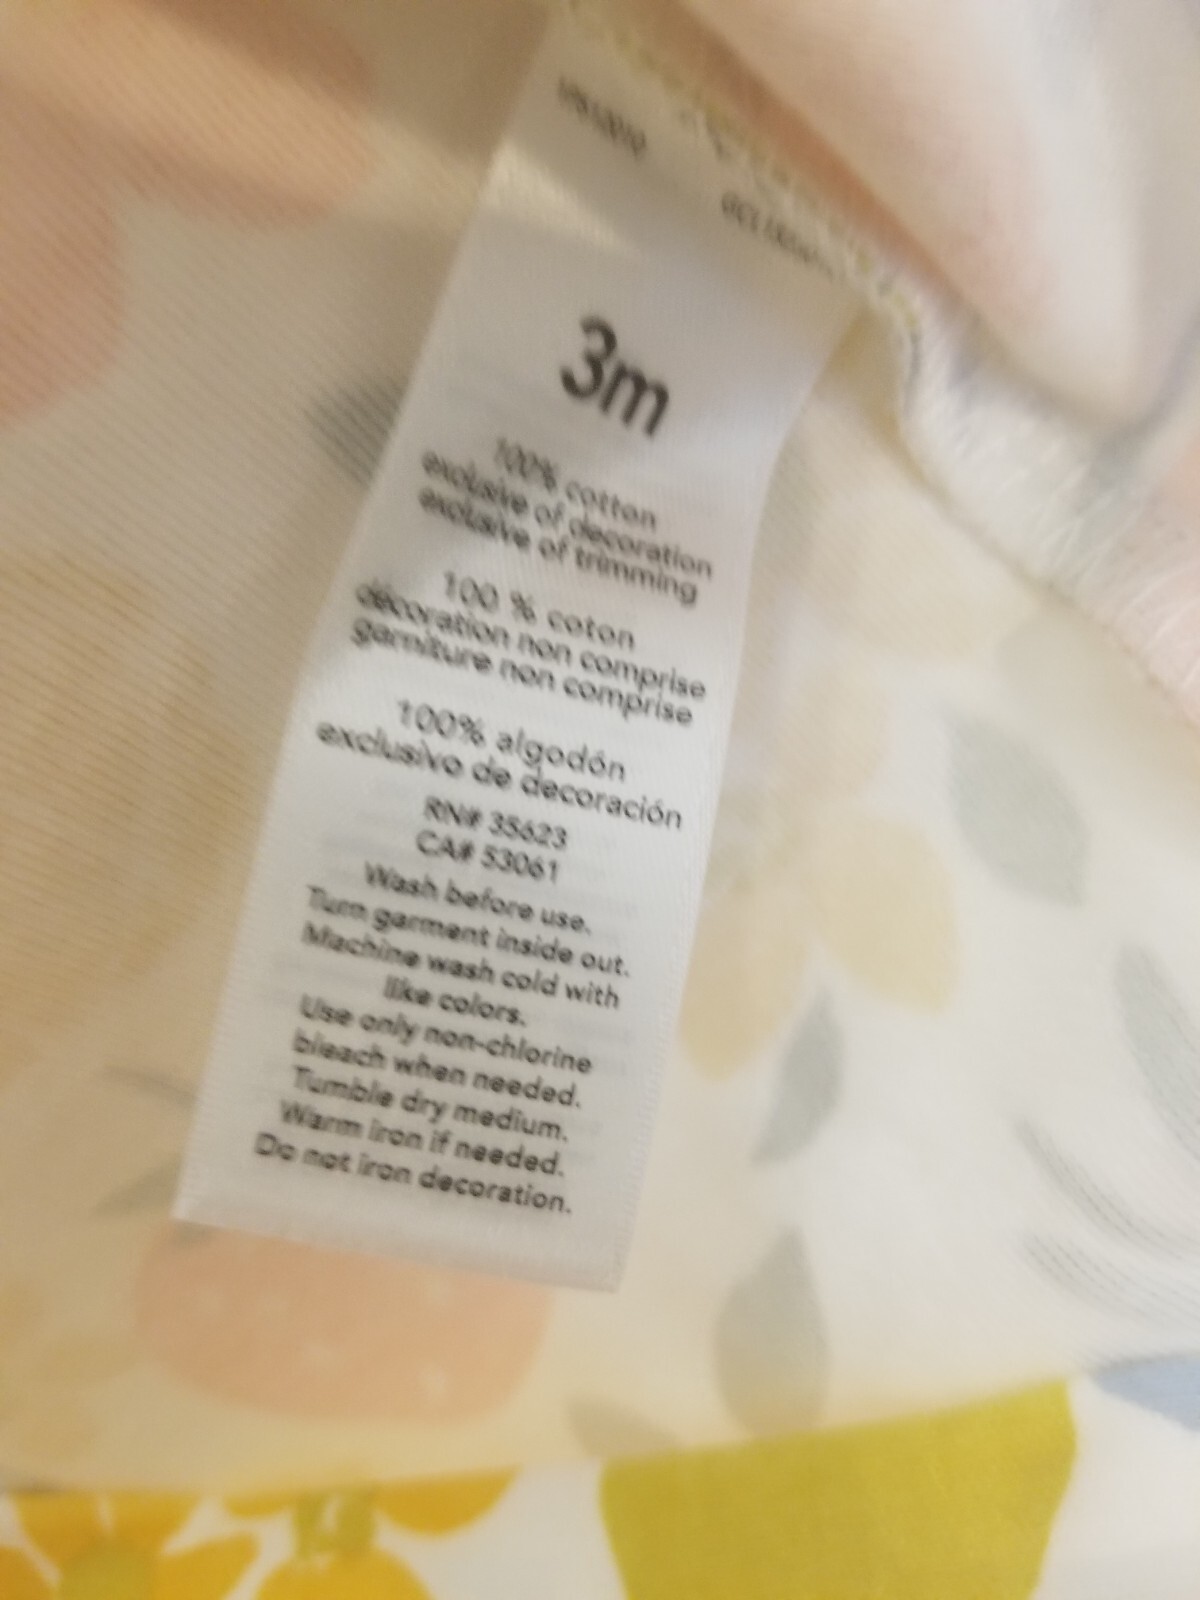 3m
100% cotton
exclusive of decoration
exclusive of trimming
100 % coton
décoration non comprise
garniture non comprise
100% algodón
exclusivo de decoración
RN# 35623
CA# 53061
Wash before use.
Turn garment inside out.
Machine wash cold with
like colors.
Use only non-chlorine
bleach when needed.
Tumble dry medium.
Warm iron if needed.
Do not iron decoration.